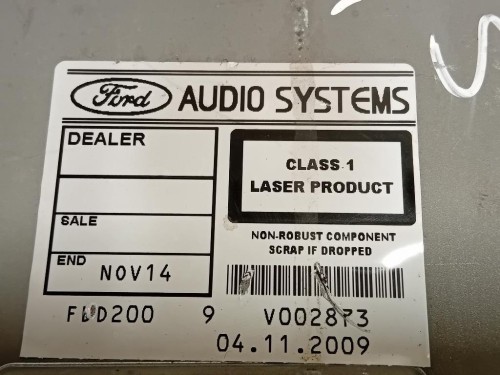 Ford AUDIO SYSTEMS
DEALER
CLASS 1
LASER PRODUCT
SALE
NON-ROBUST COMPONENT
SCRAP IF DROPPED
END NOV14
9
04.11.2009